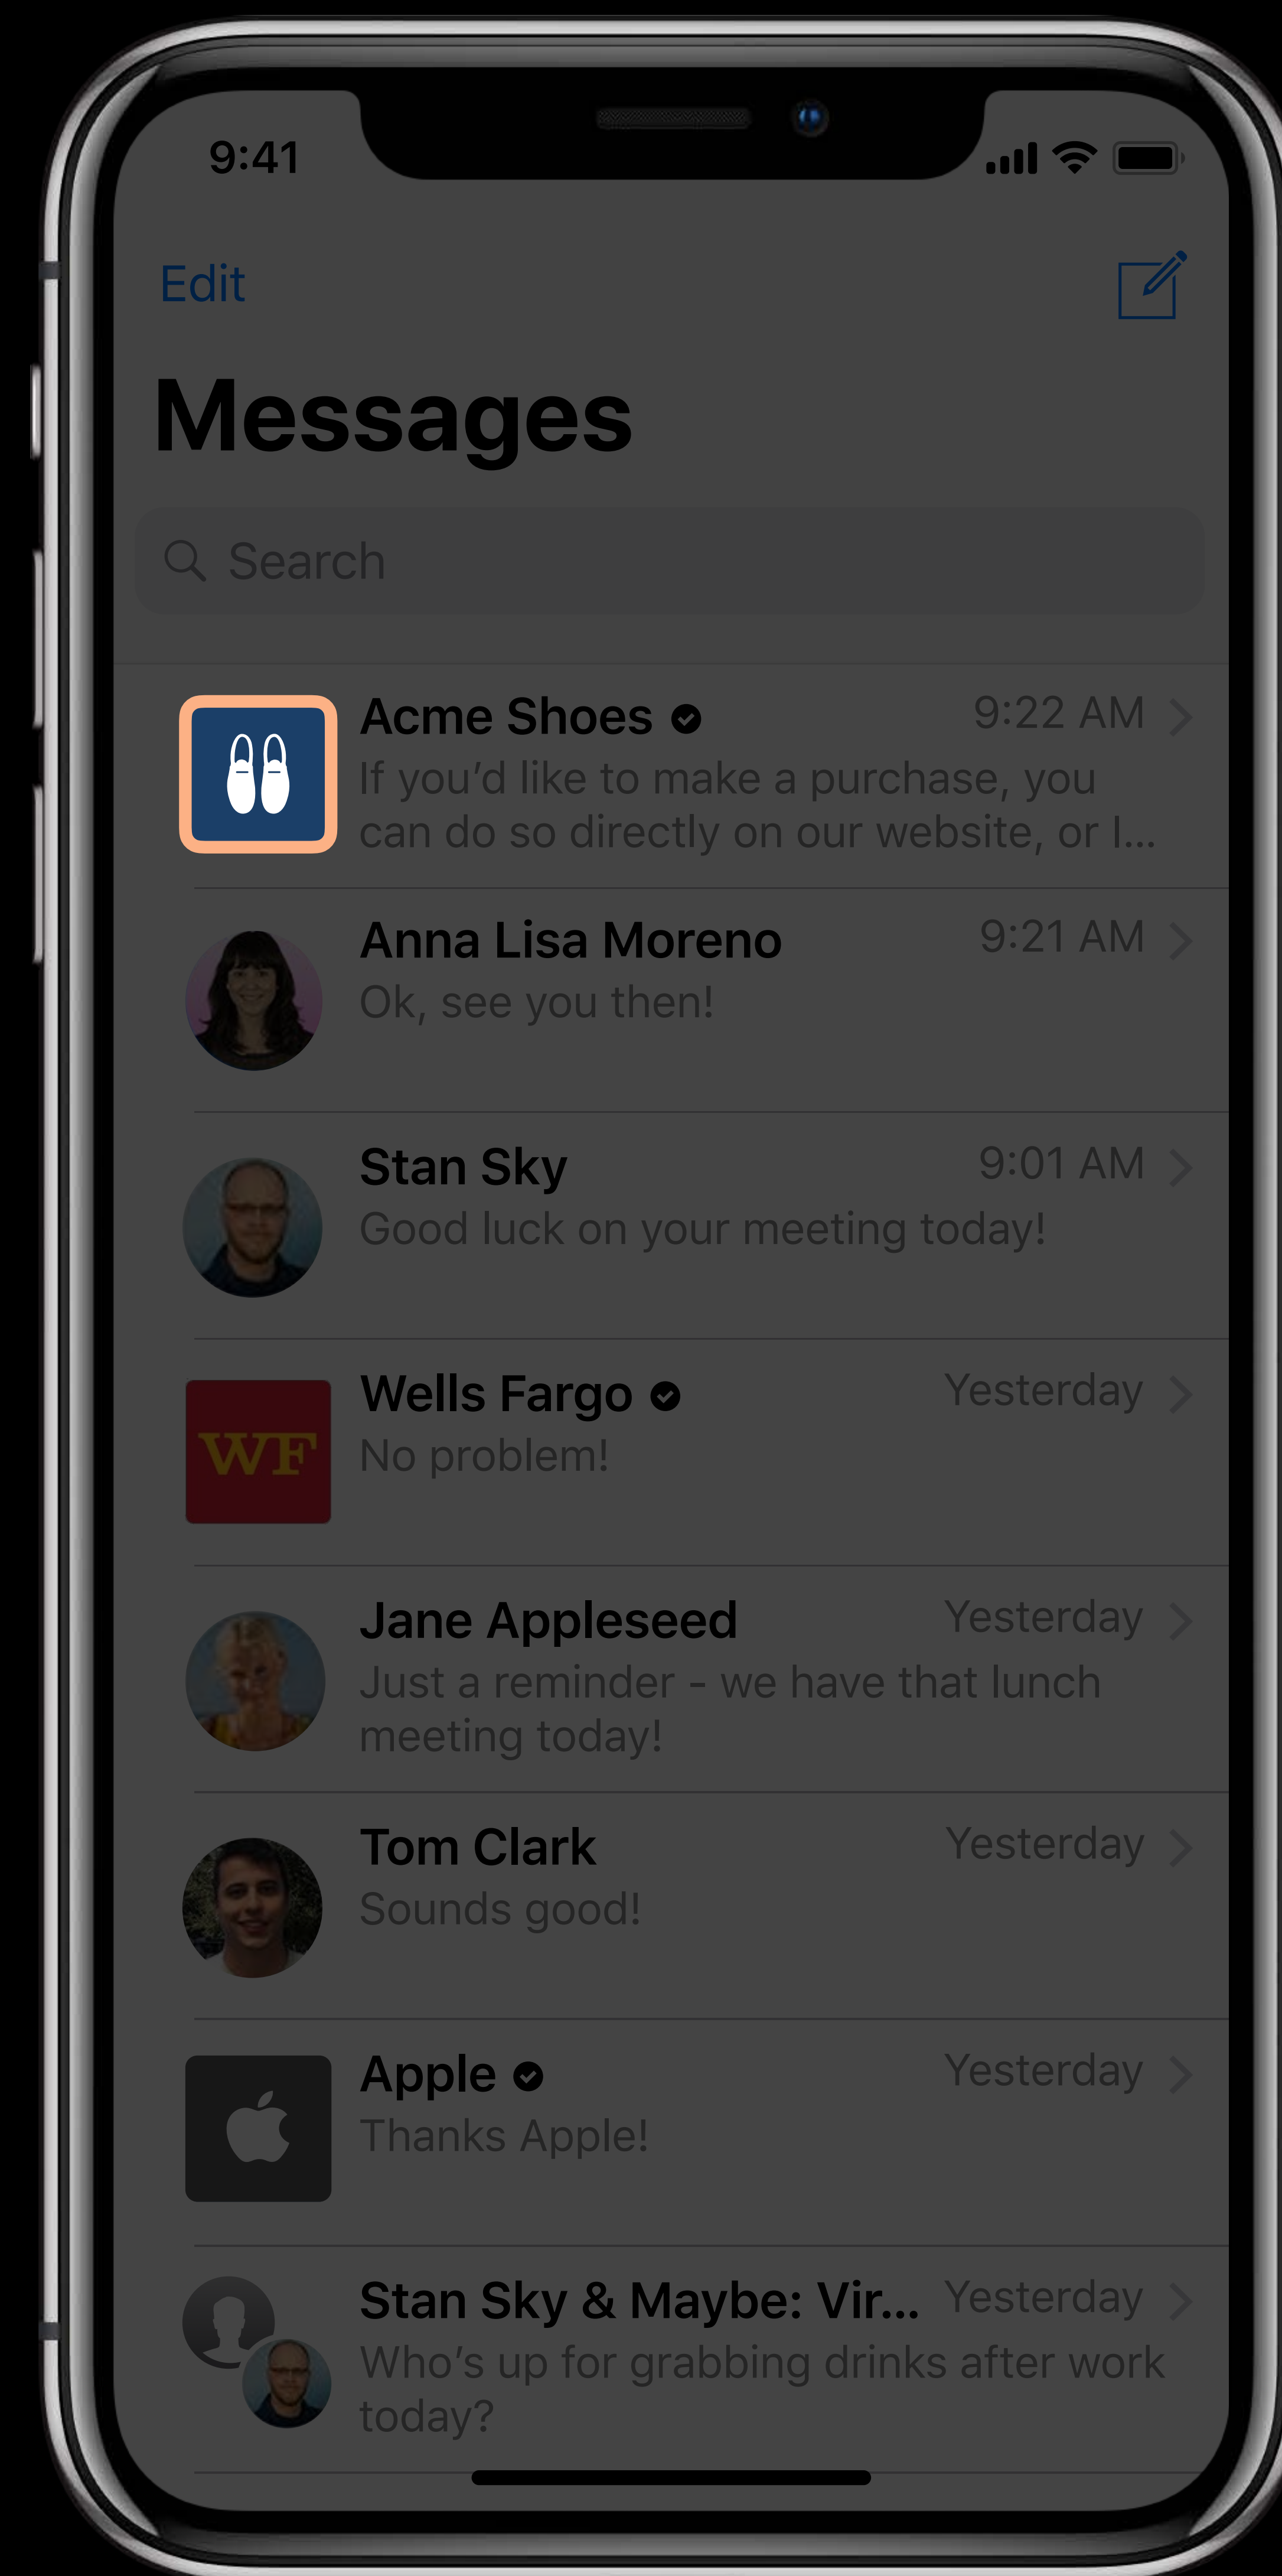 9:41
Edit
Messages
Search
Acme Shoes 9:22 AM
If you’d like to make a purchase, you
can do so directly on our website, or I...
Anna Lisa Moreno 9:21 AM
Ok, see you then!
Stan Sky 9:01 AM
Good luck on your meeting today!
Wells Fargo Yesterday
WF
No problem!
Jane Appleseed Yesterday
Just a reminder - we have that lunch
meeting today!
Tom Clark Yesterday
Sounds good!
Apple Yesterday
Thanks Apple!
Stan Sky & Maybe: Vir... Yesterday
Who’s up for grabbing drinks after work
today?